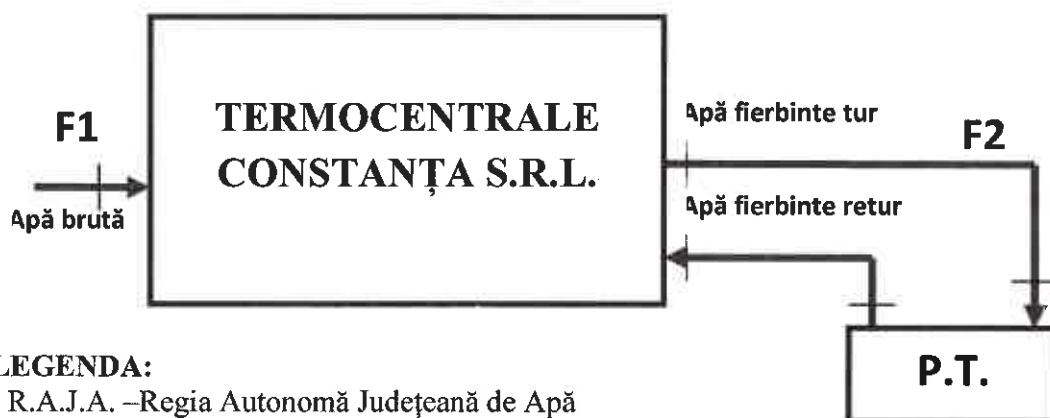 TERMOCENTRALE
CONSTANȚA S.R.L.
F1
Apă brută
Apă fierbinte tur
F2
Apă fierbinte retur
P.T.
LEGENDA:
R.A.J.A. –Regia Autonomă Județeană de Apă